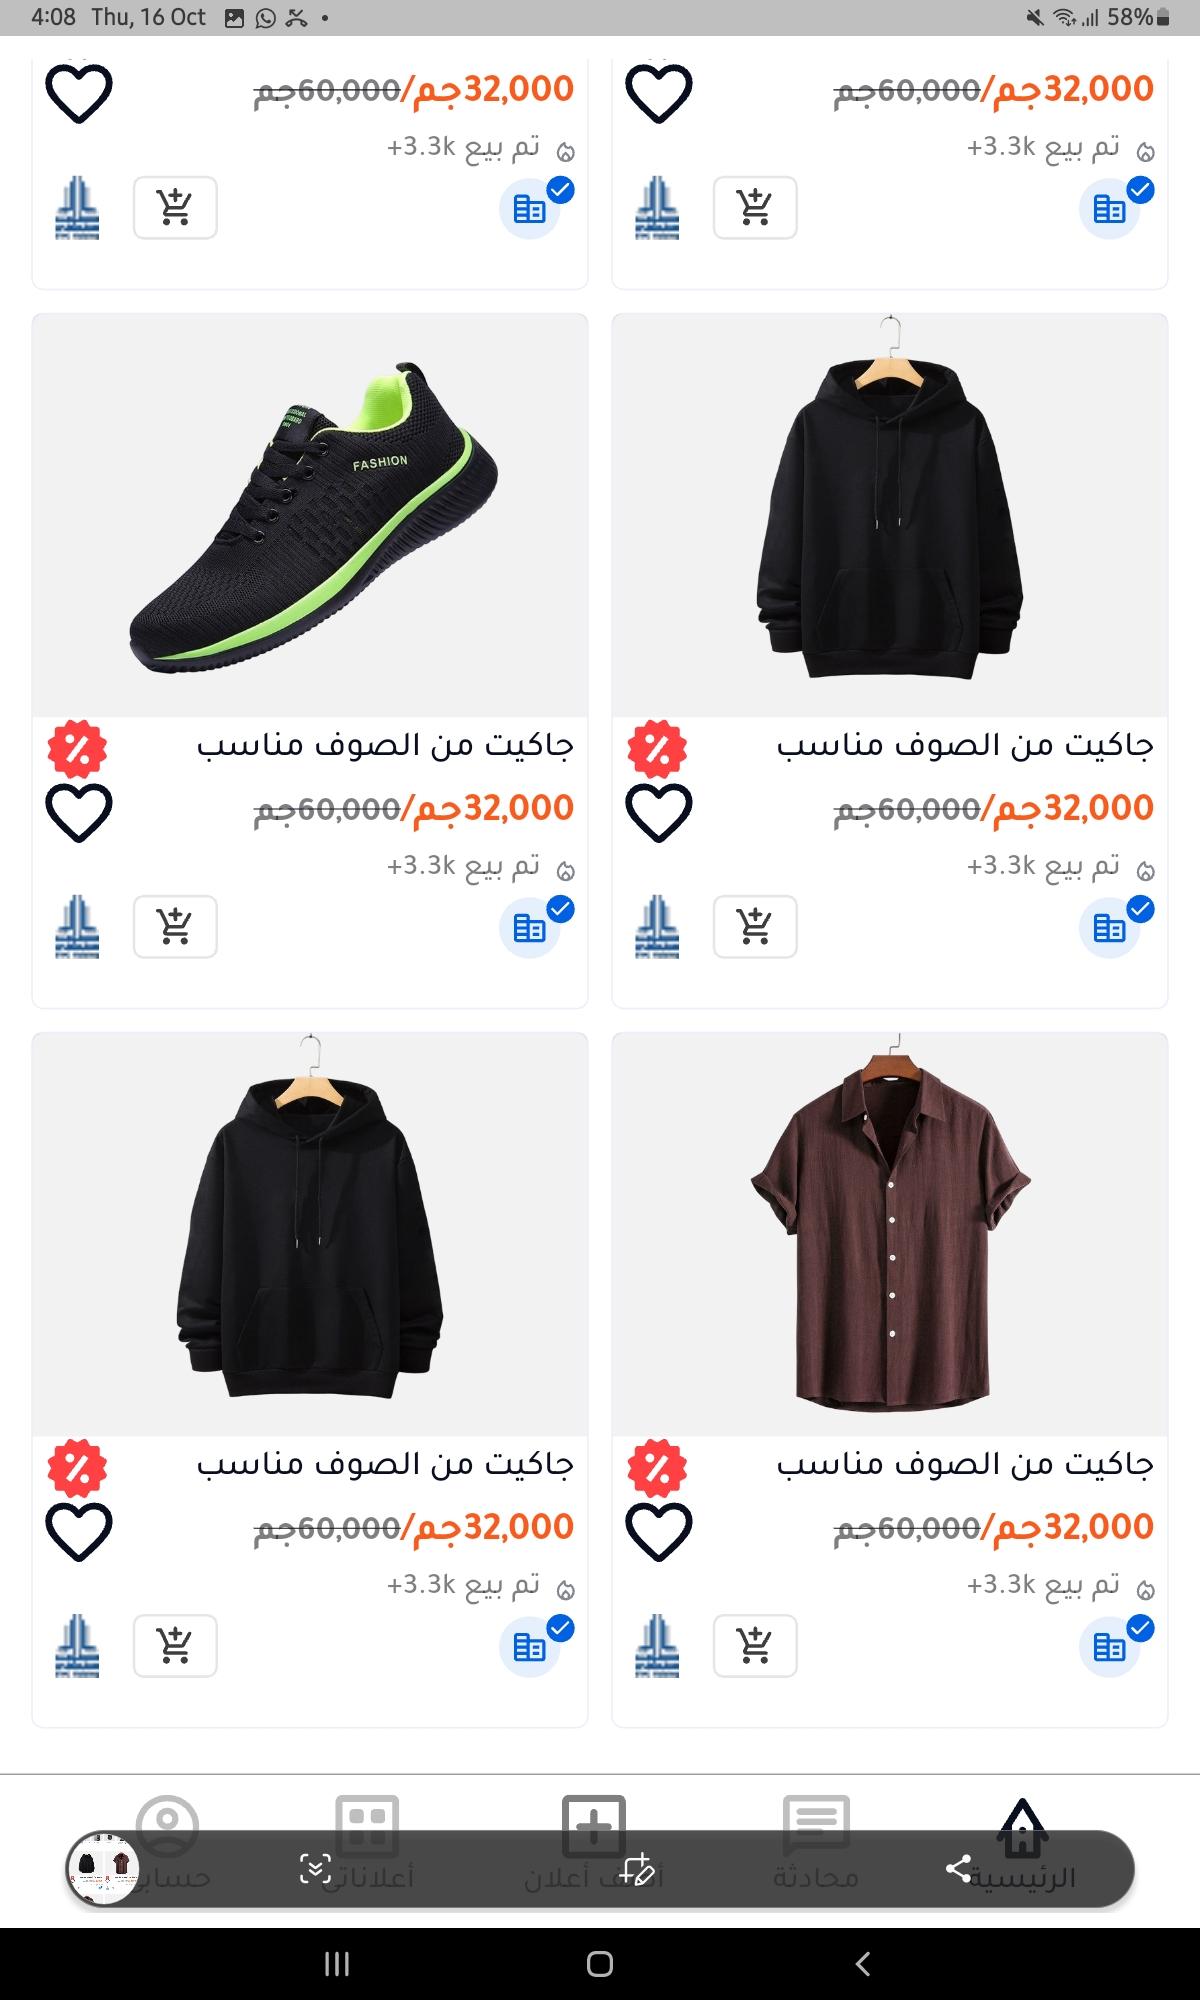 4:08 Thu, 16 Oct 58%
32,000جم/60,000جم
32,000جم/60,000جم
تم بيع 3.3k+
تم بيع 3.3k+
FASHION
جاكيت من الصوف مناسب
جاكيت من الصوف مناسب
32,000جم/60,000جم
32,000جم/60,000جم
تم بيع 3.3k+
تم بيع 3.3k+
جاكيت من الصوف مناسب
جاكيت من الصوف مناسب
32,000جم/60,000جم
32,000جم/60,000جم
تم بيع 3.3k+
تم بيع 3.3k+
الرئيسية محادثة أضف أعلان أعلاناتى حسابى